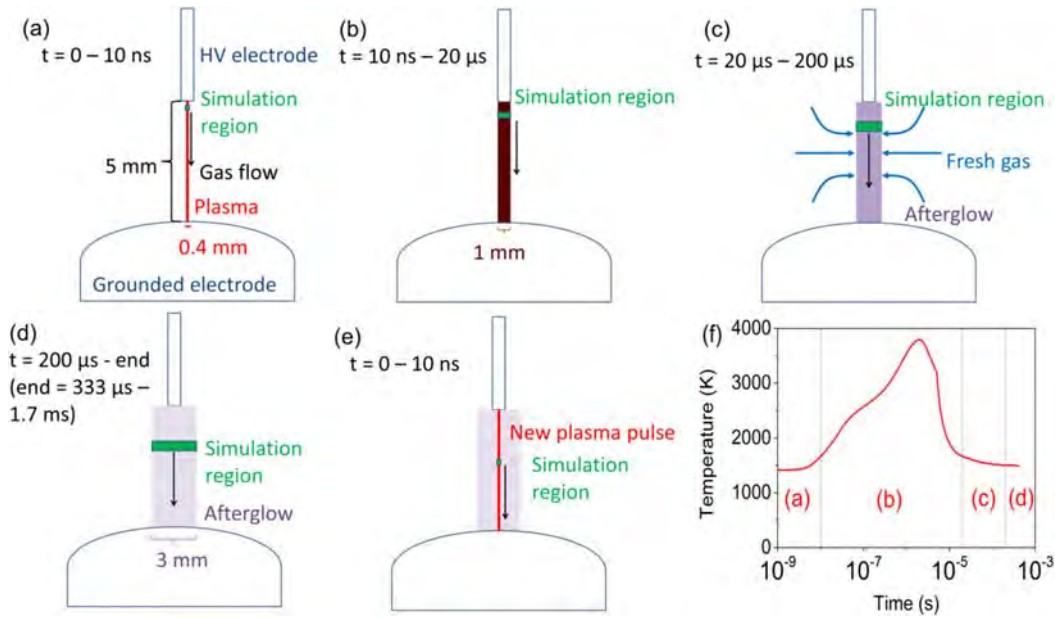 (a)
t = 0 – 10 ns
HV electrode
Simulation
region
5 mm
Gas flow
Plasma
0.4 mm
Grounded electrode
(b)
t = 10 ns – 20 µs
Simulation region
1 mm
(c)
t = 20 µs – 200 µs
Simulation region
Fresh gas
Afterglow
(d)
t = 200 µs - end
(end = 333 µs –
1.7 ms)
Simulation
region
Afterglow
3 mm
(e)
t = 0 – 10 ns
New plasma pulse
Simulation
region
(f)
Temperature (K)
4000
3000
2000
1000
0
(a)
(b)
(c)
(d)
10⁻⁹
10⁻⁷
10⁻⁵
10⁻³
Time (s)